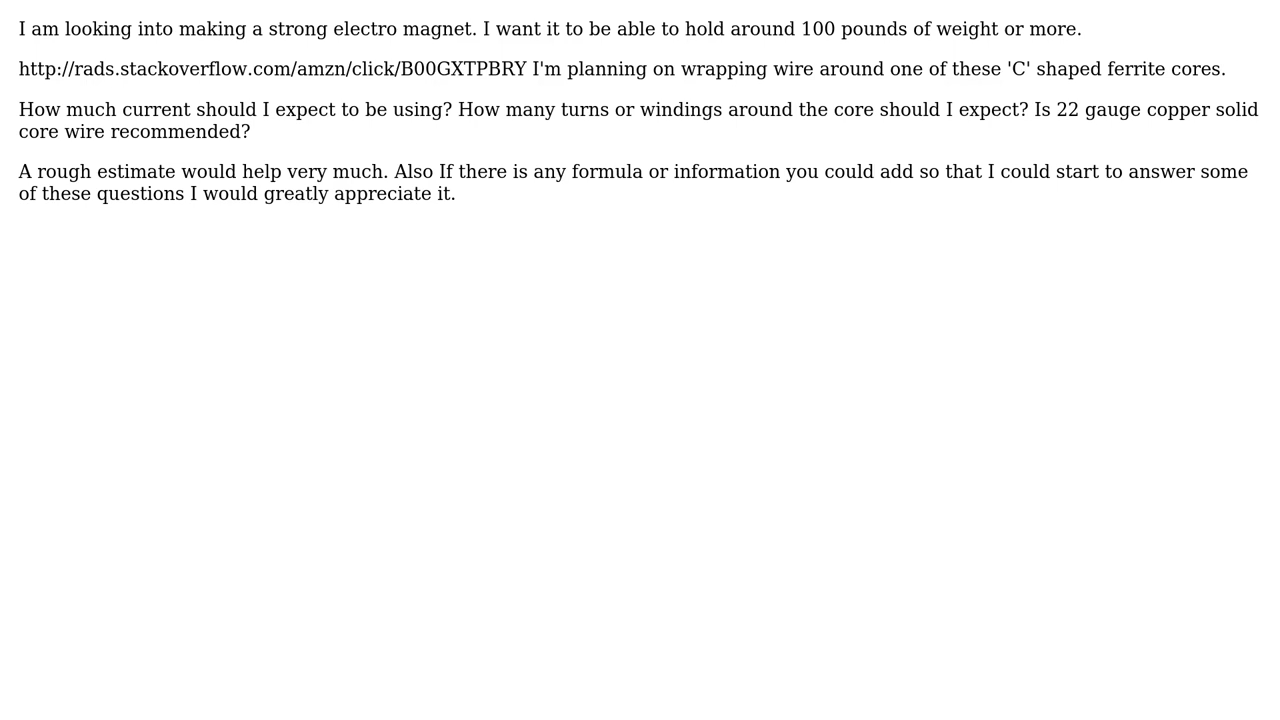 I am looking into making a strong electro magnet. I want it to be able to hold around 100 pounds of weight or more.
http://rads.stackoverflow.com/amzn/click/B00GXTPBRY I'm planning on wrapping wire around one of these 'C' shaped ferrite cores.
How much current should I expect to be using? How many turns or windings around the core should I expect? Is 22 gauge copper solid
core wire recommended?
A rough estimate would help very much. Also If there is any formula or information you could add so that I could start to answer some
of these questions I would greatly appreciate it.